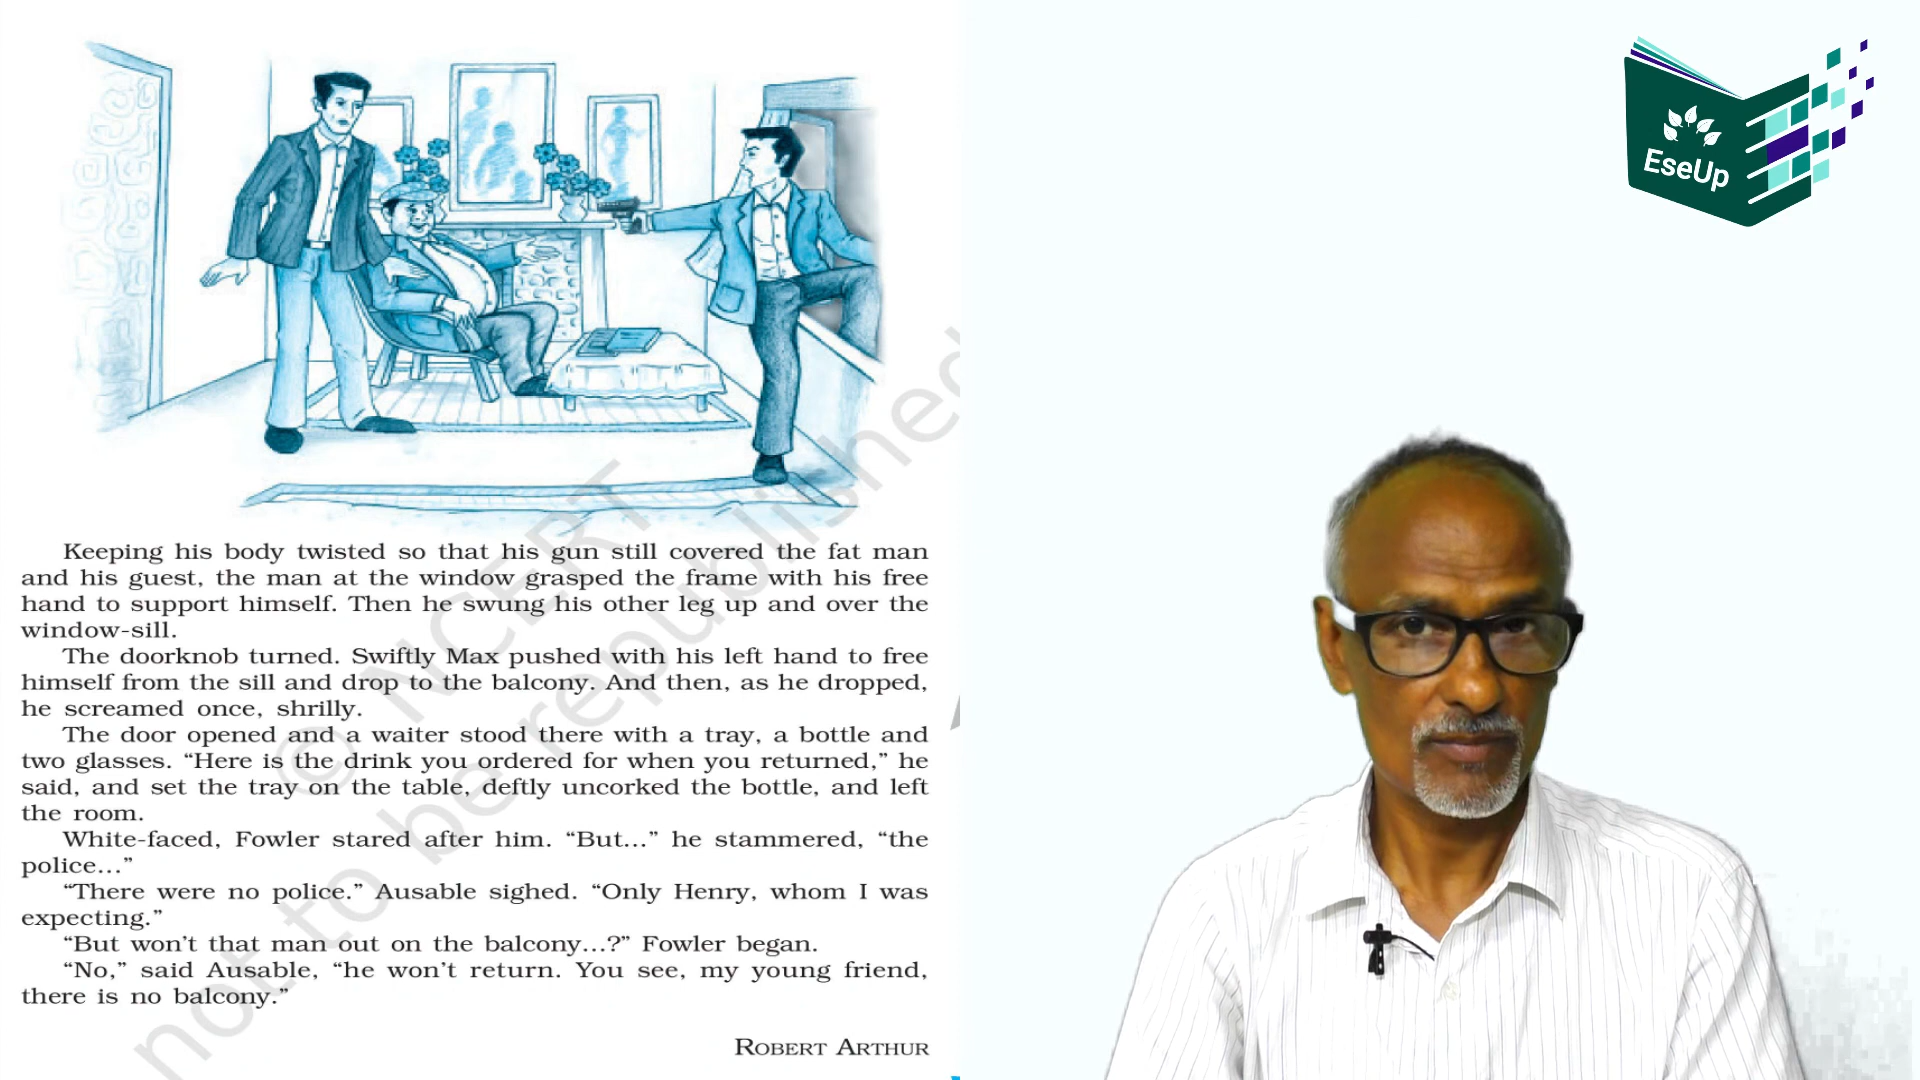 EseUp
Keeping his body twisted so that his gun still covered the fat man
and his guest, the man at the window grasped the frame with his free
hand to support himself. Then he swung his other leg up and over the
window-sill.
The doorknob turned. Swiftly Max pushed with his left hand to free
himself from the sill and drop to the balcony. And then, as he dropped,
he screamed once, shrilly.
The door opened and a waiter stood there with a tray, a bottle and
two glasses. “Here is the drink you ordered for when you returned,” he
said, and set the tray on the table, deftly uncorked the bottle, and left
the room.
White-faced, Fowler stared after him. “But...” he stammered, “the
police...”
“There were no police.” Ausable sighed. “Only Henry, whom I was
expecting.”
“But won’t that man out on the balcony...?” Fowler began.
“No,” said Ausable, “he won’t return. You see, my young friend,
there is no balcony.”
ROBERT ARTHUR
© NCERT
not to be republished